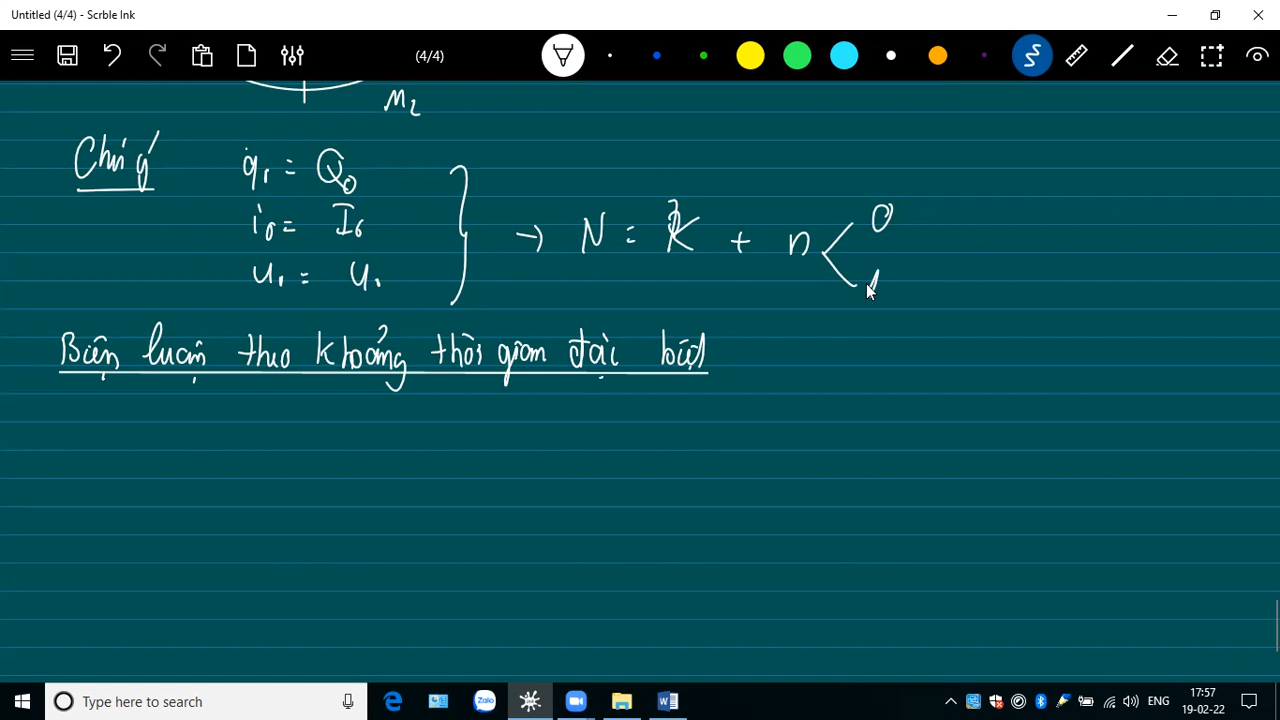 Untitled (4/4) - Scrble Ink
(4/4)
M₂
Chú ý
q₁ = Q₀
i₀ = I₀
u₁ = U₁
→ N = K + n < 0
1
Biện luận theo khoảng thời gian đặc biệt
Type here to search
Zalo
ENG
17:57
19-02-22